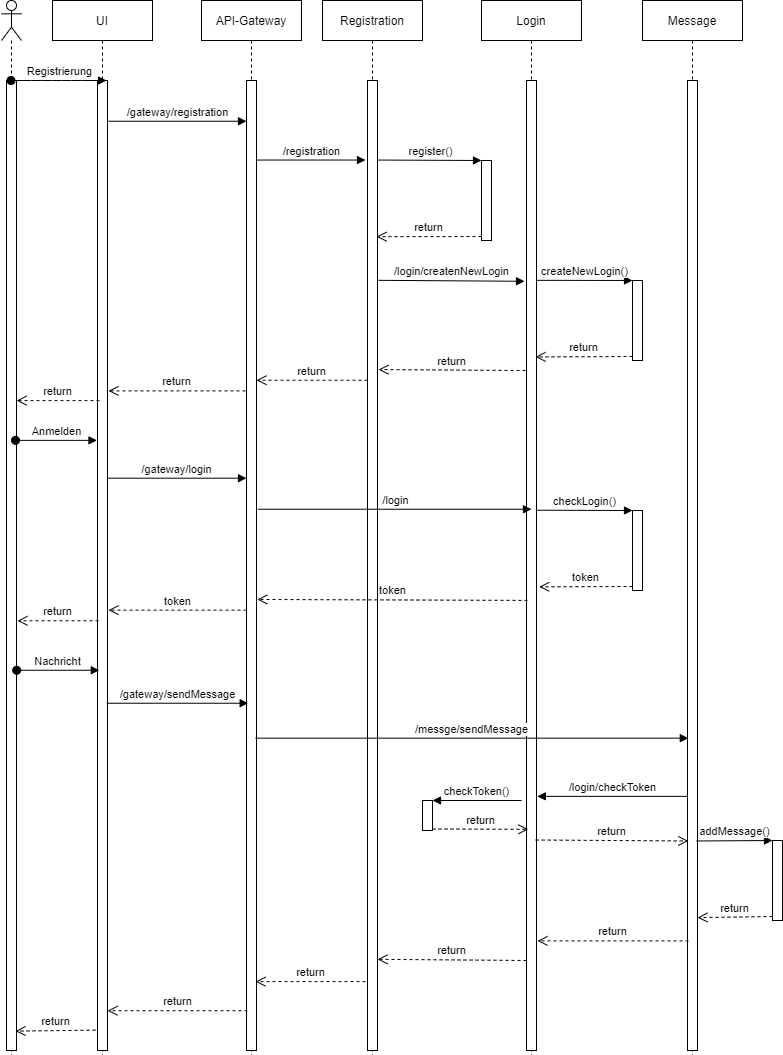 UI
API-Gateway
Registration
Login
Message
Registrierung
/gateway/registration
/registration
register()
return
/login/createnNewLogin
createNewLogin()
return
return
return
return
return
Anmelden
/gateway/login
/login
checkLogin()
token
token
token
return
Nachricht
/gateway/sendMessage
/messge/sendMessage
/login/checkToken
checkToken()
return
return
addMessage()
return
return
return
return
return
return